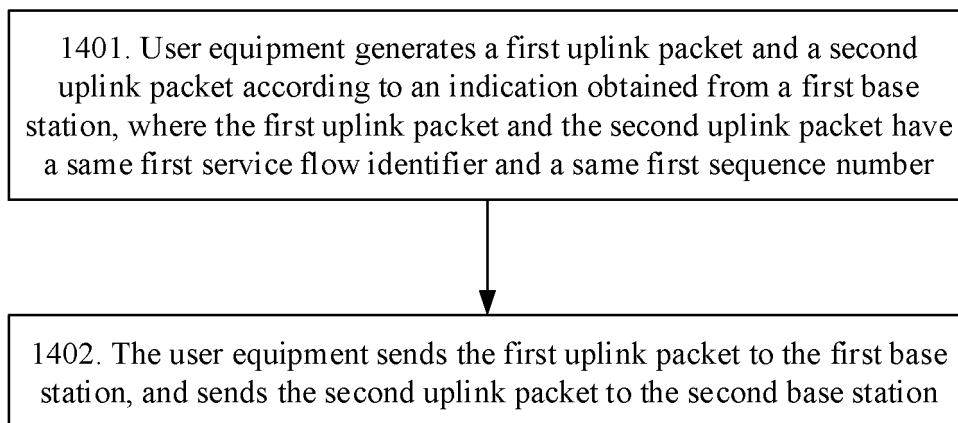 1401. User equipment generates a first uplink packet and a second
uplink packet according to an indication obtained from a first base
station, where the first uplink packet and the second uplink packet have
a same first service flow identifier and a same first sequence number
1402. The user equipment sends the first uplink packet to the first base
station, and sends the second uplink packet to the second base station